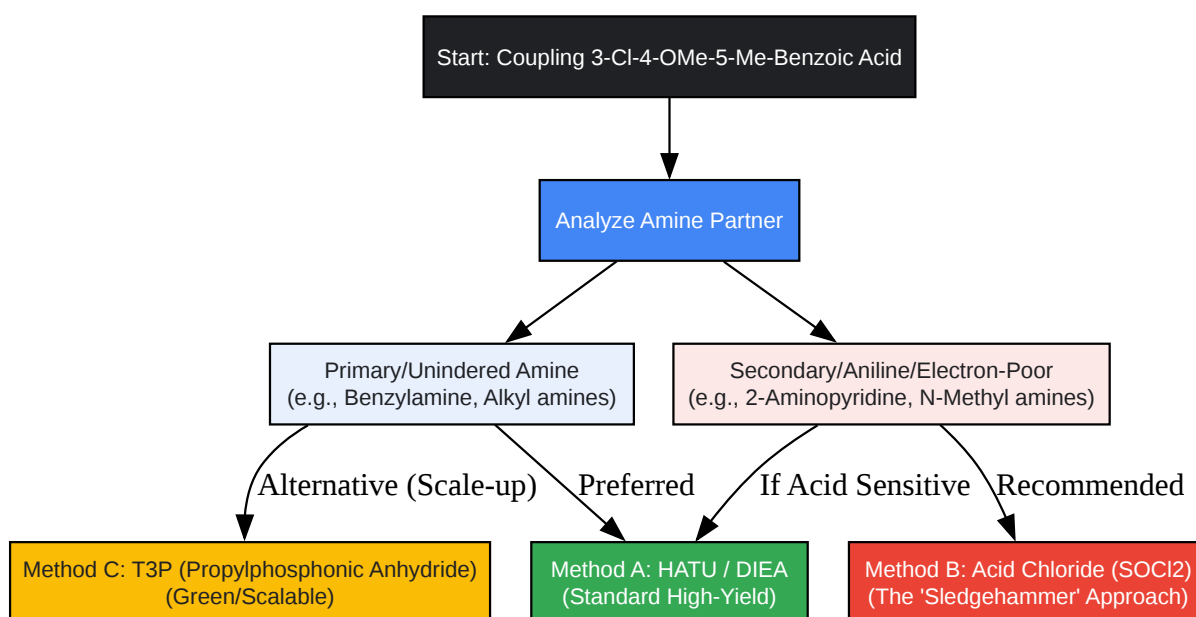 Start: Coupling 3-Cl-4-OMe-5-Me-Benzoic Acid
Analyze Amine Partner
Primary/Unindered Amine
(e.g., Benzylamine, Alkyl amines)
Secondary/Aniline/Electron-Poor
(e.g., 2-Aminopyridine, N-Methyl amines)
Alternative (Scale-up)
Preferred
If Acid Sensitive
Recommended
Method C: T3P (Propylphosphonic Anhydride)
(Green/Scalable)
Method A: HATU / DIEA
(Standard High-Yield)
Method B: Acid Chloride (SOCl2)
(The 'Sledgehammer' Approach)